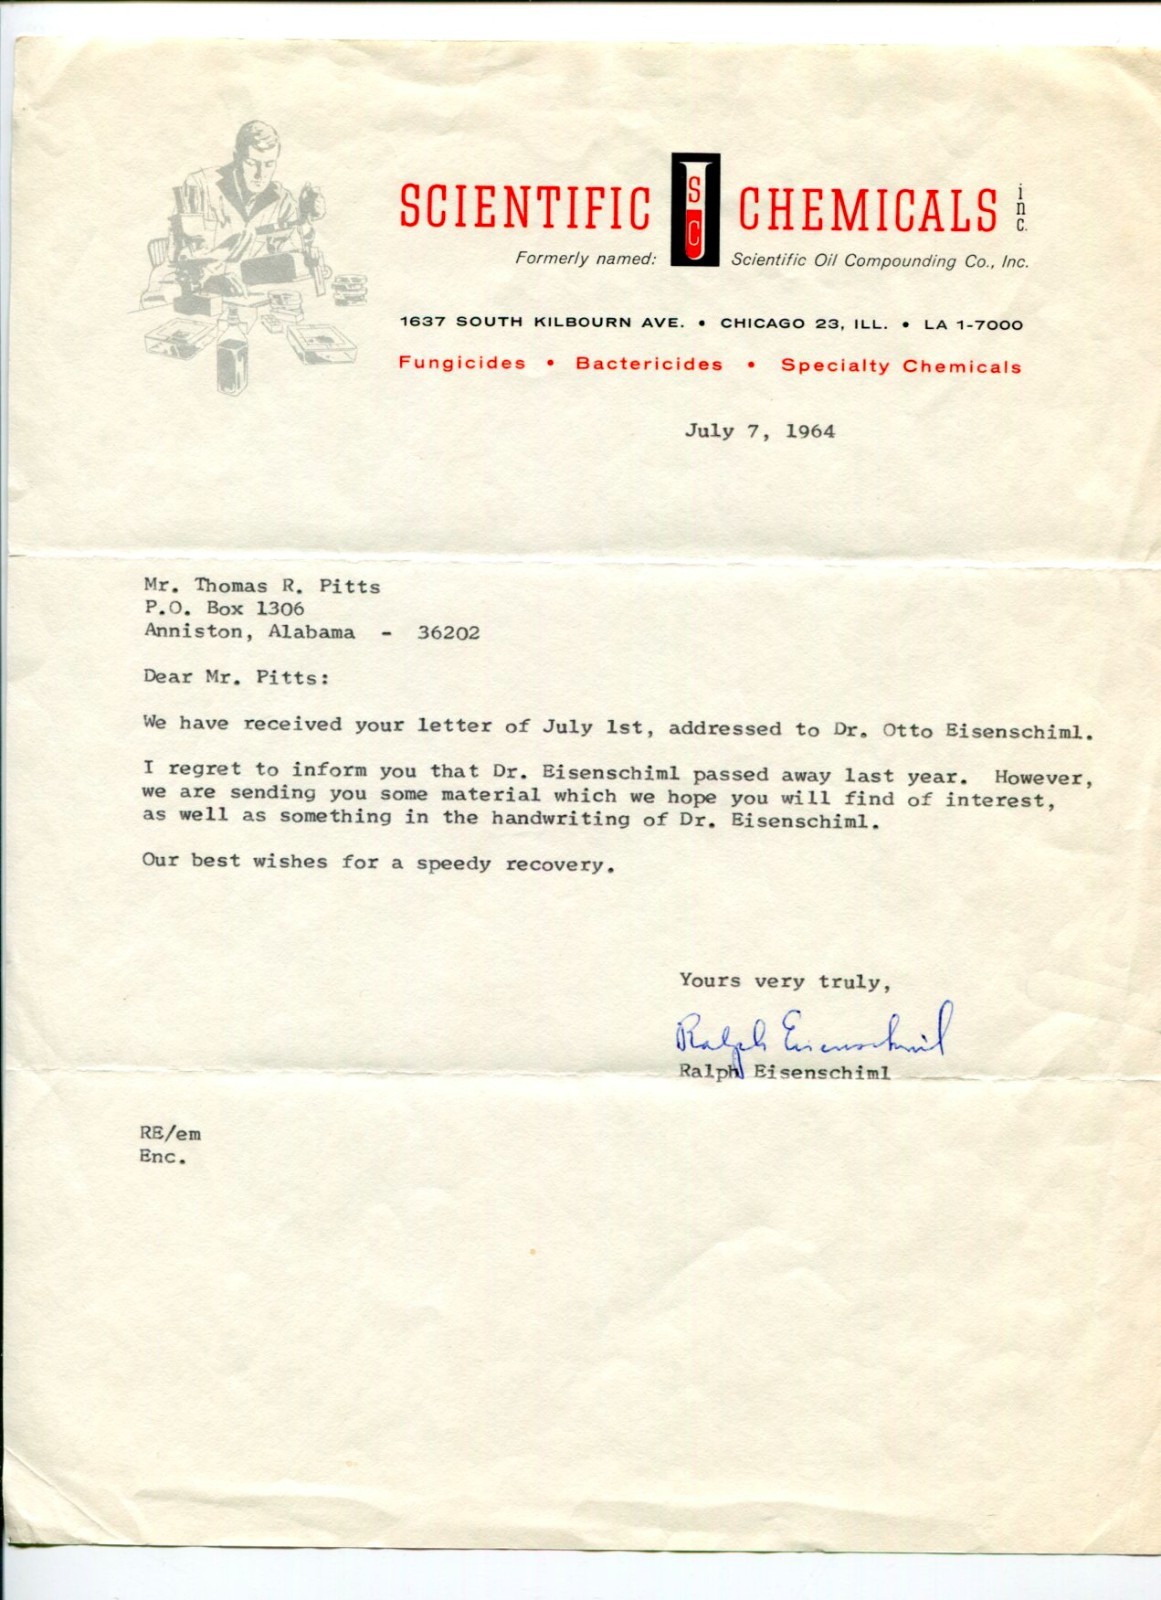 SCIENTIFIC SC CHEMICALS inc.
Formerly named: Scientific Oil Compounding Co., Inc.
1637 SOUTH KILBOURN AVE. • CHICAGO 23, ILL. • LA 1-7000
Fungicides • Bactericides • Specialty Chemicals
July 7, 1964
Mr. Thomas R. Pitts
P.O. Box 1306
Anniston, Alabama - 36202
Dear Mr. Pitts:
We have received your letter of July 1st, addressed to Dr. Otto Eisenschiml.
I regret to inform you that Dr. Eisenschiml passed away last year. However,
we are sending you some material which we hope you will find of interest,
as well as something in the handwriting of Dr. Eisenschiml.
Our best wishes for a speedy recovery.
Yours very truly,
Ralph Eisenschiml
Ralph Eisenschiml
RE/em
Enc.